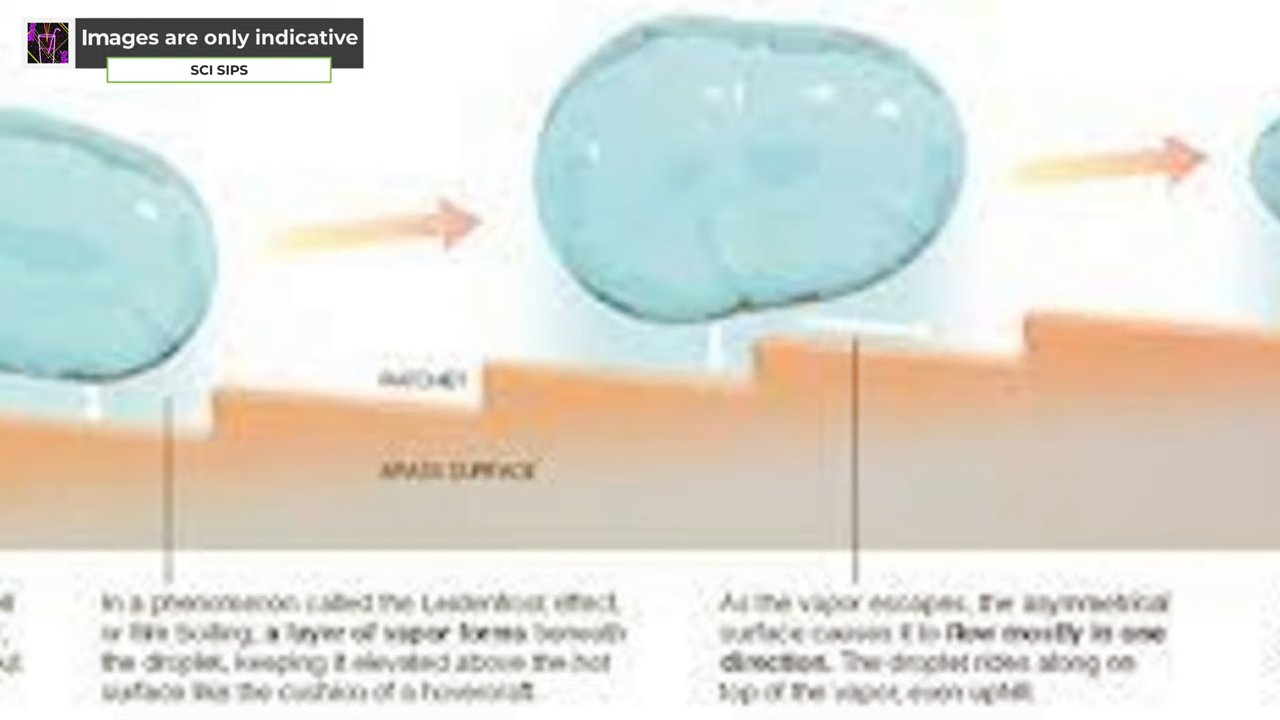 Images are only indicative
SCI SIPS
RATCHET
BRASS SURFACE
In a phenomenon called the Leidenfrost effect,
or film boiling, a layer of vapor forms beneath
the droplet, keeping it elevated above the hot
surface like the cushion of a hovercraft.
As the vapor escapes, the asymmetrical
surface causes it to flow mostly in one
direction. The droplet rides along on
top of the vapor, even uphill.